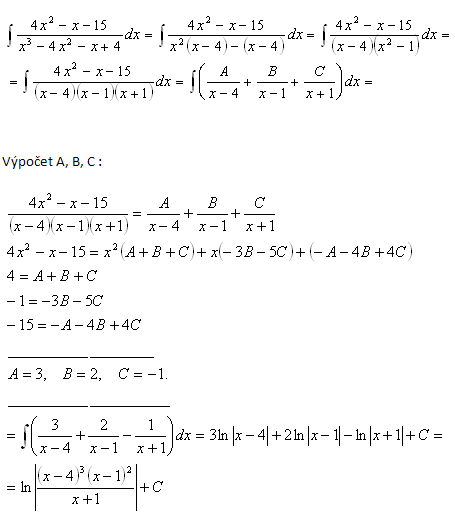 ∫ (4x² − x − 15)/(x³ − 4x² − x + 4) dx = ∫ (4x² − x − 15)/(x²(x − 4) − (x − 4)) dx = ∫ (4x² − x − 15)/((x − 4)(x² − 1)) dx =
= ∫ (4x² − x − 15)/((x − 4)(x − 1)(x + 1)) dx = ∫ (A/(x − 4) + B/(x − 1) + C/(x + 1)) dx =
Výpočet A, B, C :
(4x² − x − 15)/((x − 4)(x − 1)(x + 1)) = A/(x − 4) + B/(x − 1) + C/(x + 1)
4x² − x − 15 = x²(A + B + C) + x(− 3B − 5C) + (− A − 4B + 4C)
4 = A + B + C
− 1 = −3B − 5C
− 15 = −A − 4B + 4C
A = 3, B = 2, C = −1.
= ∫ (3/(x − 4) + 2/(x − 1) − 1/(x + 1)) dx = 3ln|x − 4| + 2ln|x − 1| − ln|x + 1| + C =
= ln|((x − 4)³(x − 1)²)/(x + 1)| + C